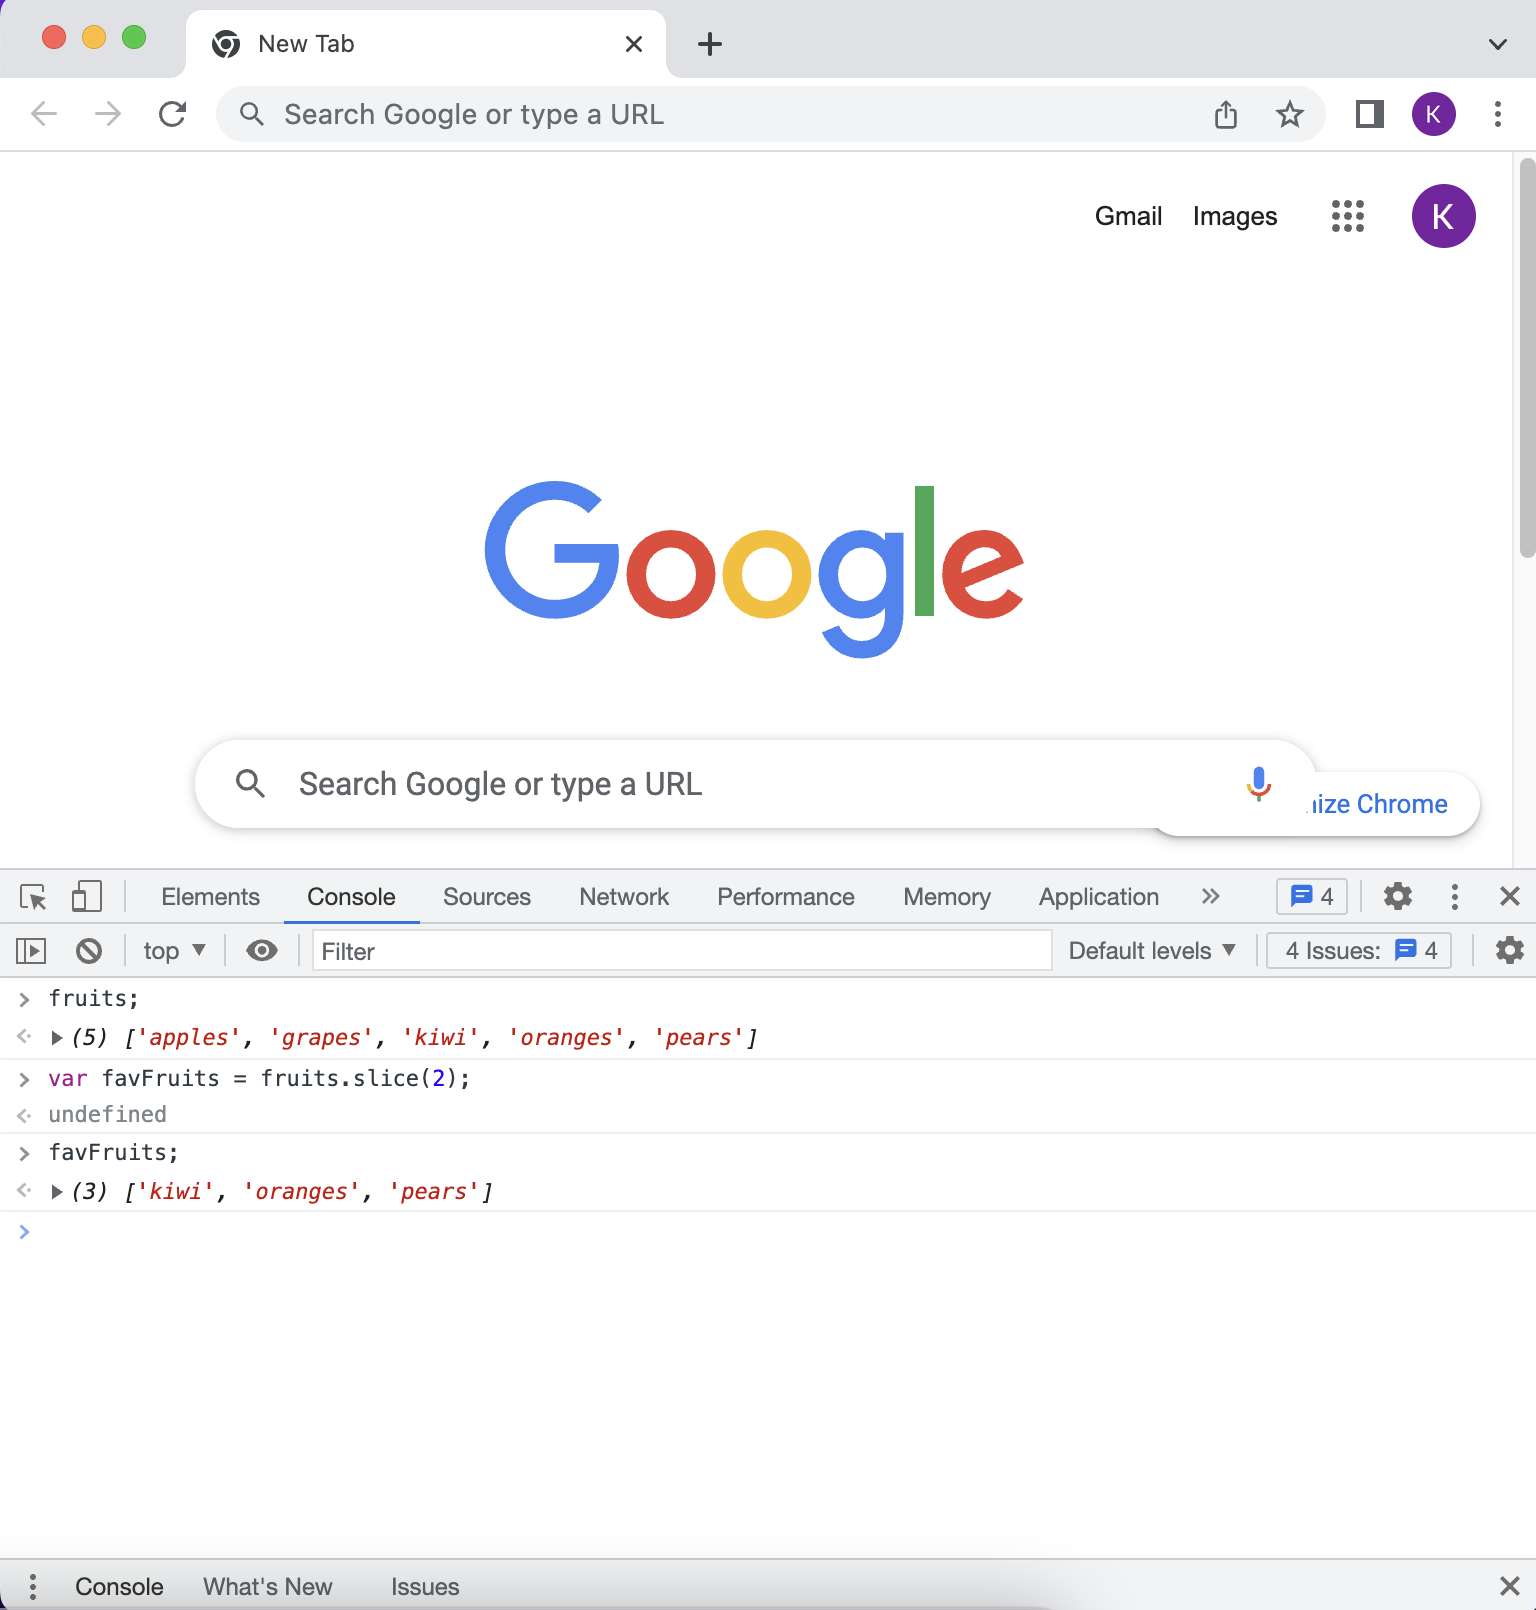 New Tab
Search Google or type a URL
K
Gmail Images K
Google
Search Google or type a URL
ize Chrome
Elements Console Sources Network Performance Memory Application » 4
top ▼ Filter Default levels ▼ 4 Issues: 4
> fruits;
(5) ['apples', 'grapes', 'kiwi', 'oranges', 'pears']
> var favFruits = fruits.slice(2);
undefined
> favFruits;
(3) ['kiwi', 'oranges', 'pears']
>
Console What's New Issues